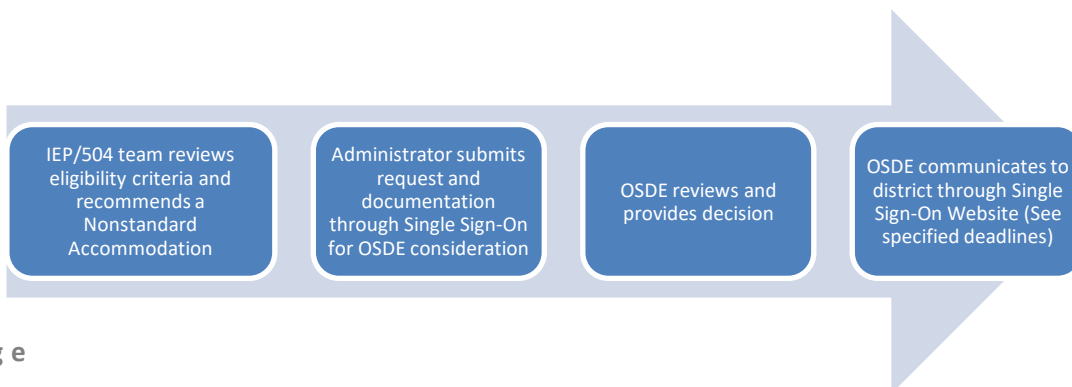 IEP/504 team reviews
eligibility criteria and
recommends a
Nonstandard
Accommodation
Administrator submits
request and
documentation
through Single Sign-On
for OSDE consideration
OSDE reviews and
provides decision
OSDE communicates to
district through Single
Sign-On Website (See
specified deadlines)
g e